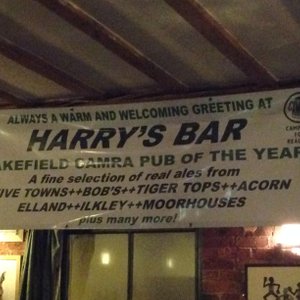 ALWAYS A WARM AND WELCOMING GREETING AT
HARRY'S BAR
AKEFIELD CAMRA PUB OF THE YEAR
A fine selection of real ales from
IVE TOWNS++BOB'S++TIGER TOPS++ACORN
ELLAND++ILKLEY++MOORHOUSES
plus many more!